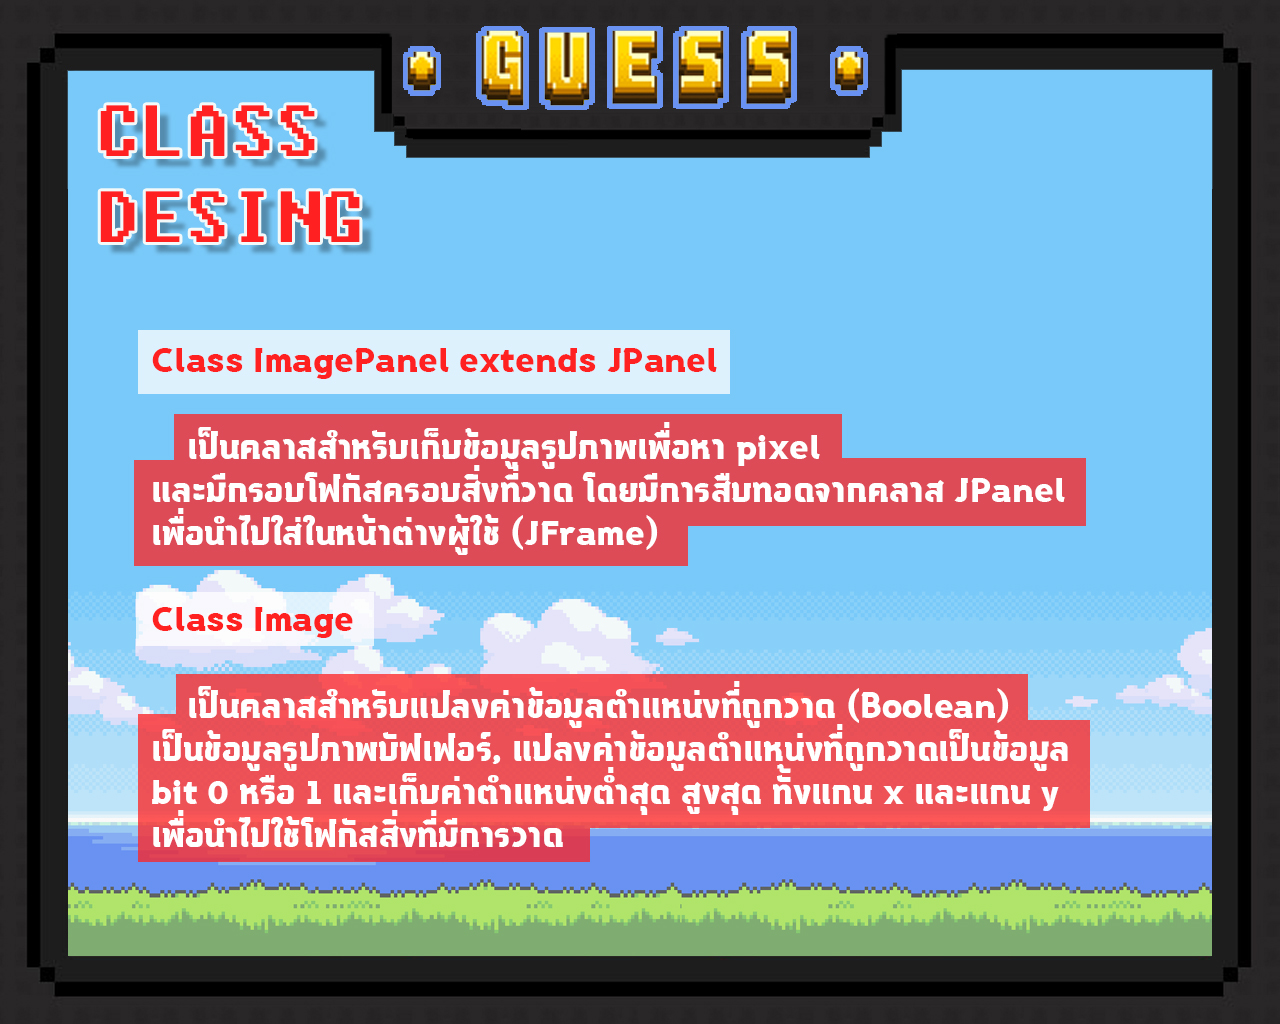 GUESS
CLASS
DESING
Class ImagePanel extends JPanel
เป็นคลาสสำหรับเก็บข้อมูลรูปภาพเพื่อหา pixel
และมีกรอบโฟกัสครอบสิ่งที่วาด โดยมีการสืบทอดจากคลาส JPanel
เพื่อนำไปใส่ในหน้าต่างผู้ใช้ (JFrame)
Class Image
เป็นคลาสสำหรับแปลงค่าข้อมูลตำแหน่งที่ถูกวาด (Boolean)
เป็นข้อมูลรูปภาพบัฟเฟอร์, แปลงค่าข้อมูลตำแหน่งที่ถูกวาดเป็นข้อมูล
bit 0 หรือ 1 และเก็บค่าตำแหน่งต่ำสุด สูงสุด ทั้งแกน x และแกน y
เพื่อนำไปใช้โฟกัสสิ่งที่มีการวาด